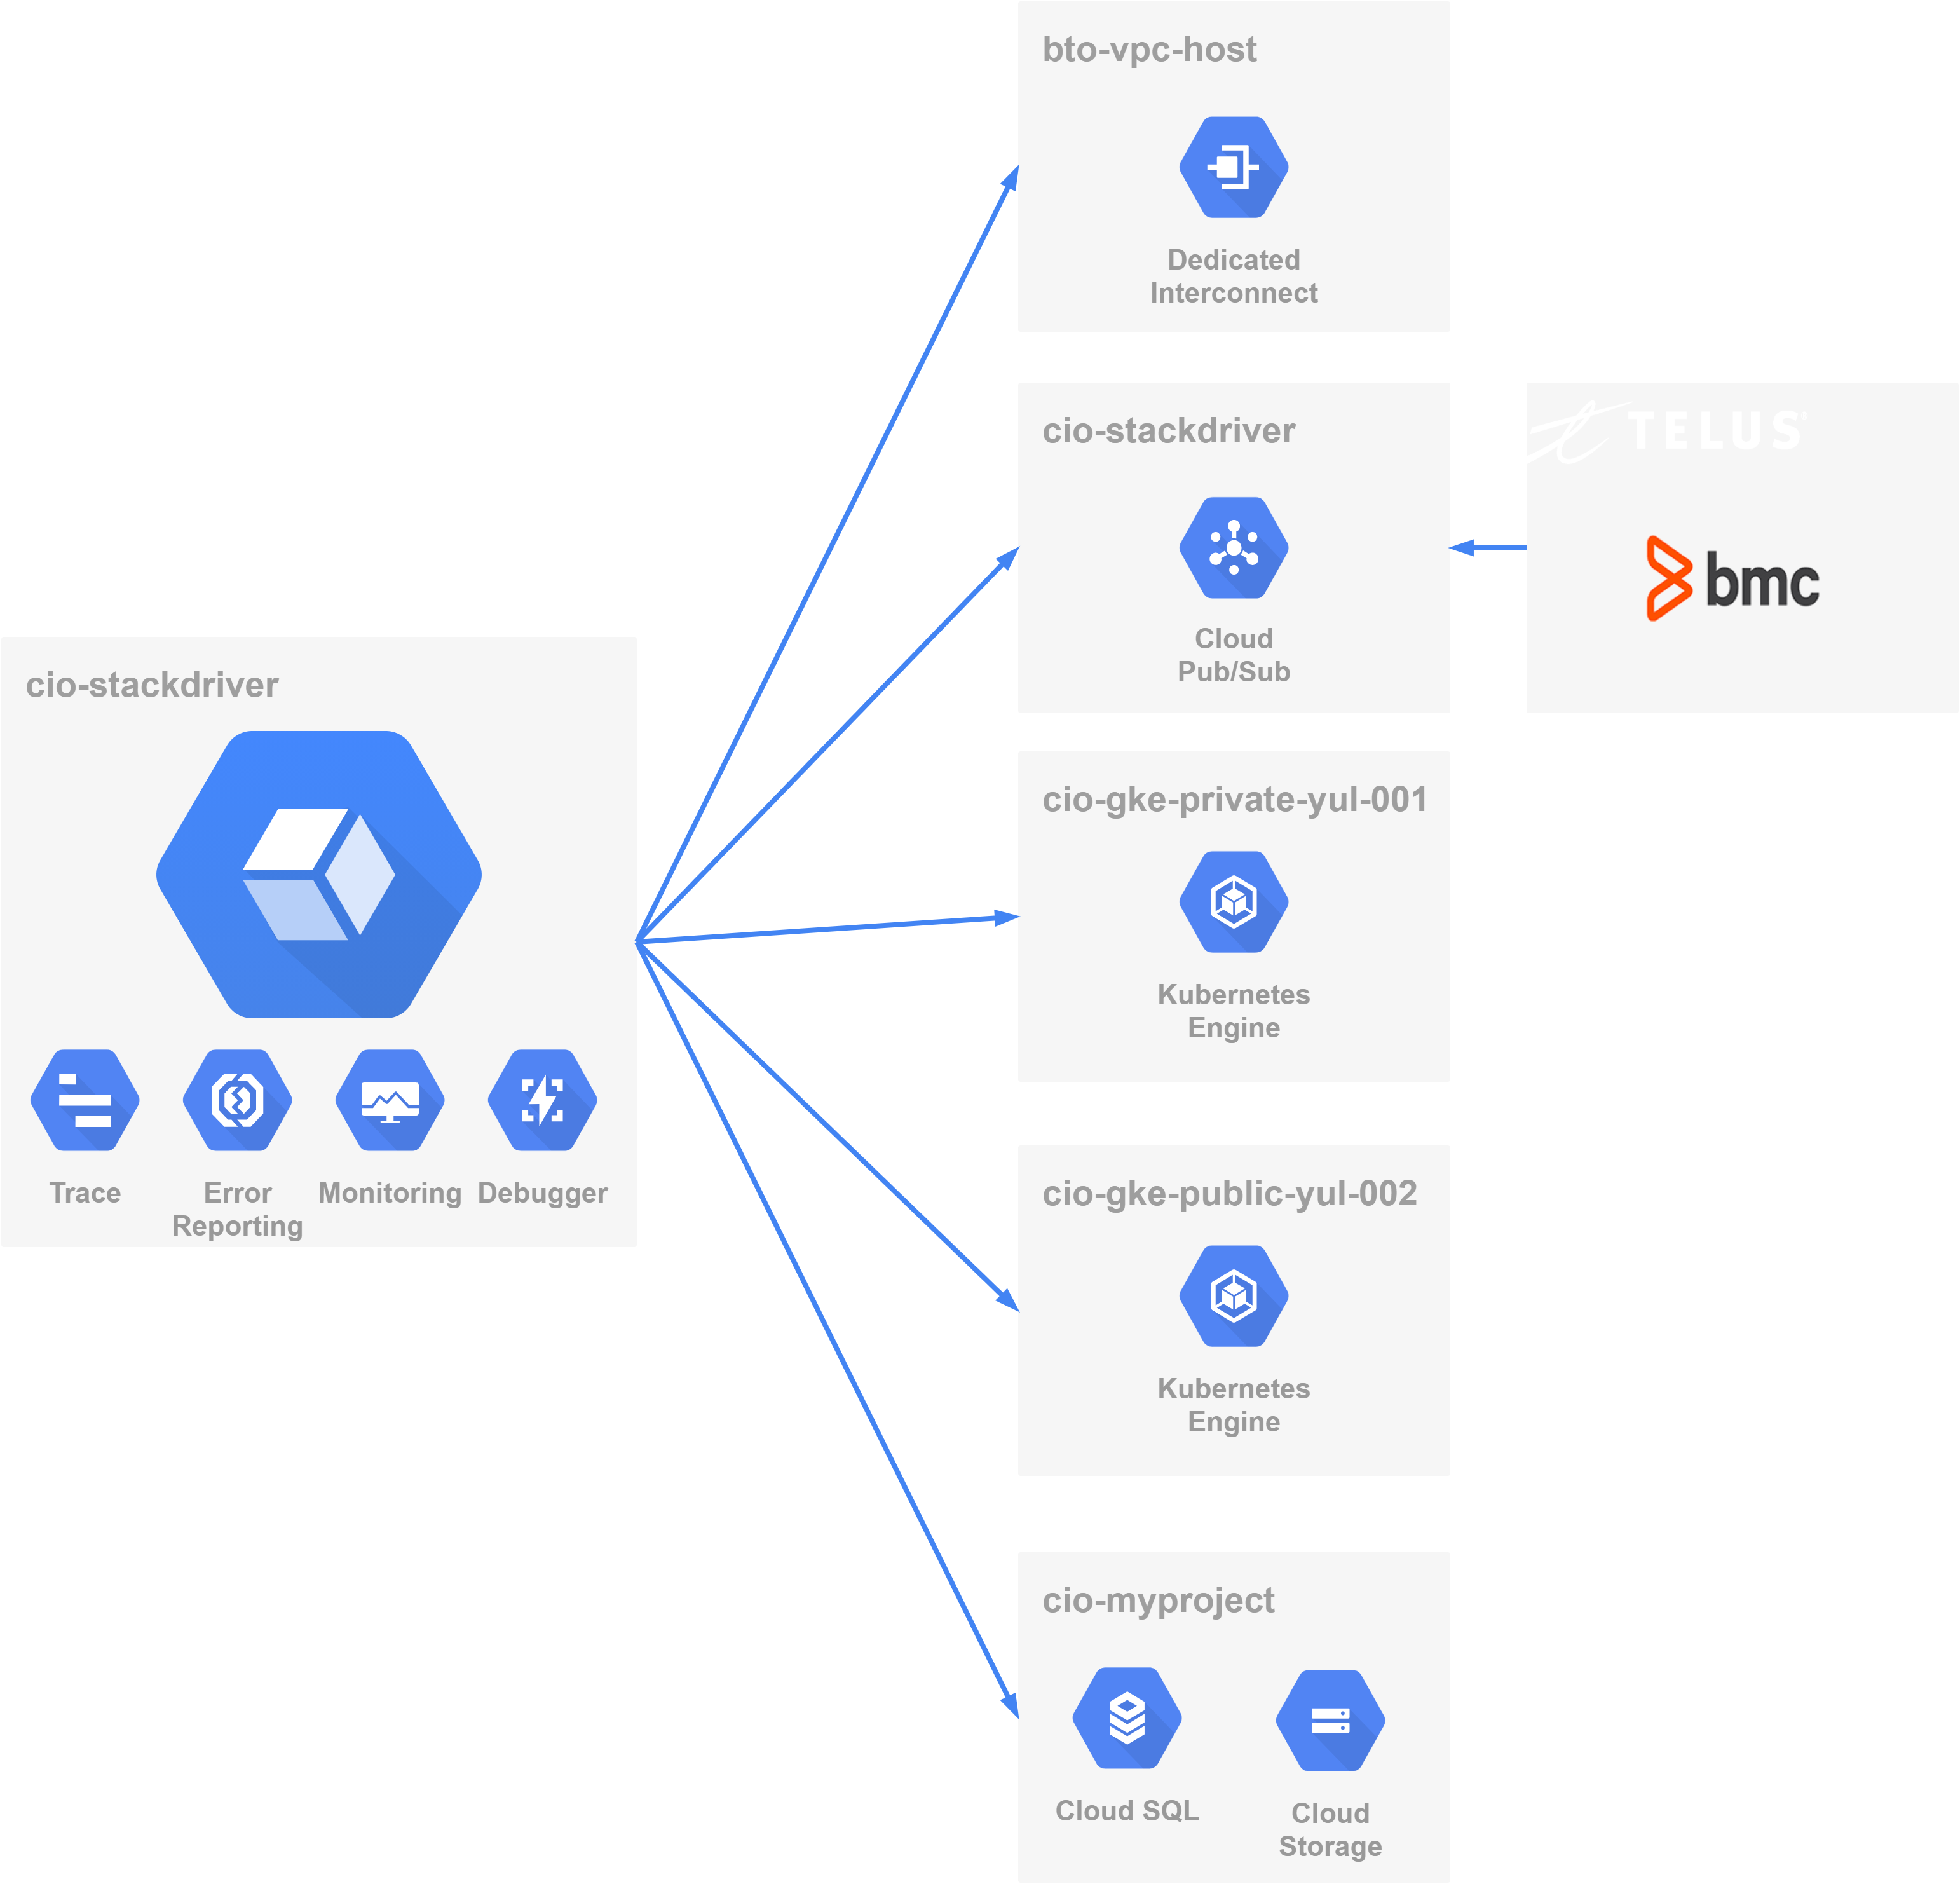 bto-vpc-host
Dedicated
Interconnect
cio-stackdriver
Cloud
Pub/Sub
TELUS
bmc
cio-stackdriver
Trace
Error
Reporting
Monitoring
Debugger
cio-gke-private-yul-001
Kubernetes
Engine
cio-gke-public-yul-002
Kubernetes
Engine
cio-myproject
Cloud SQL
Cloud
Storage